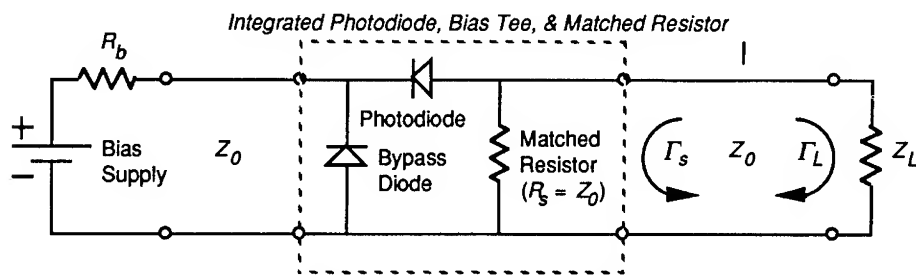 Integrated Photodiode, Bias Tee, & Matched Resistor
R_b
l
+
−
Bias
Supply
Z_0
Photodiode
Bypass
Diode
Matched
Resistor
(R_s = Z_0)
Γ_s
Z_0
Γ_L
Z_L